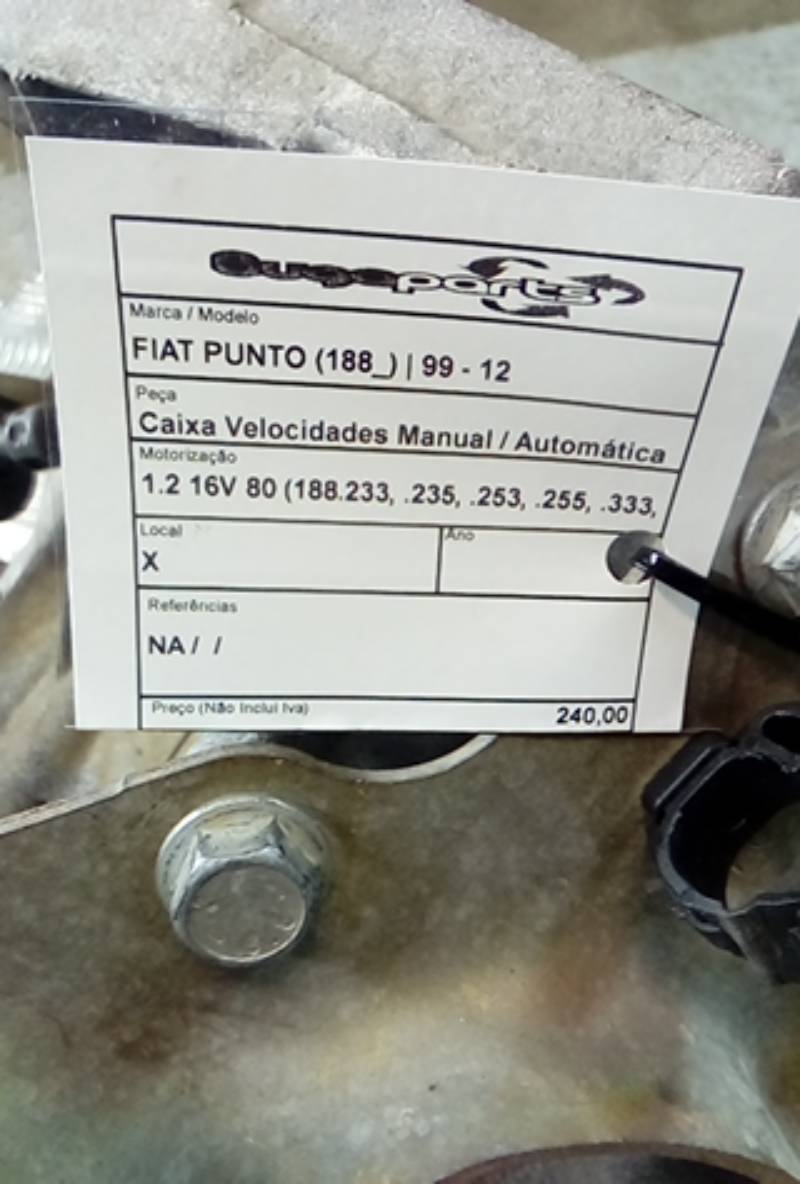 Ougaparts
Marca / Modelo
FIAT PUNTO (188_) | 99 - 12
Peça
Caixa Velocidades Manual / Automática
Motorização
1.2 16V 80 (188.233, .235, .253, .255, .333,
Local Ano
X
Referências
NA / /
Preço (Não Inclui Iva) 240,00